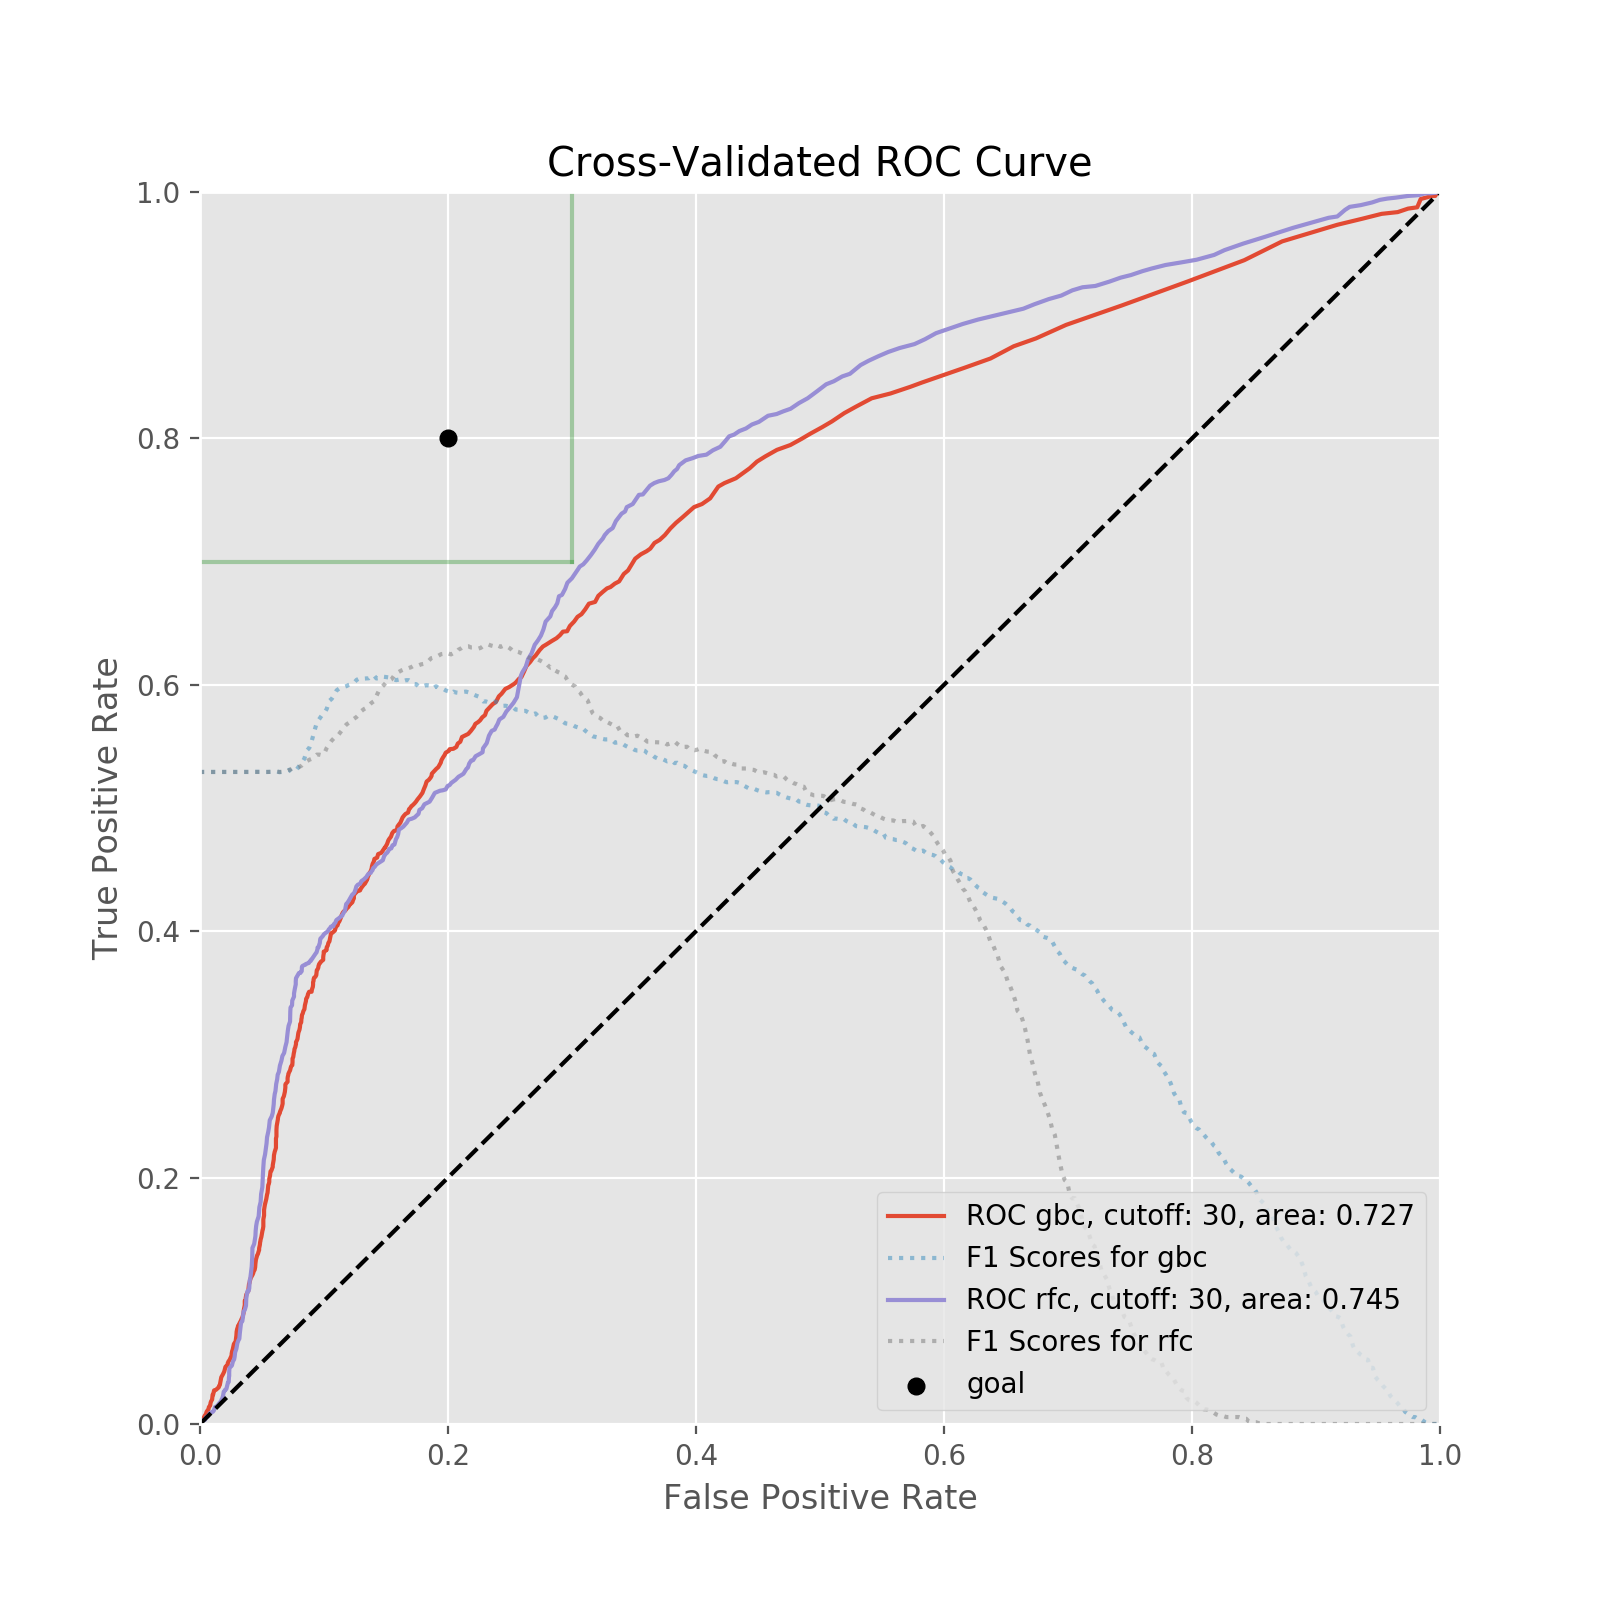 Cross-Validated ROC Curve
1.0
0.8
0.6
0.4
0.2
0.0
True Positive Rate
ROC gbc, cutoff: 30, area: 0.727
F1 Scores for gbc
ROC rfc, cutoff: 30, area: 0.745
F1 Scores for rfc
goal
0.0 0.2 0.4 0.6 0.8 1.0
False Positive Rate